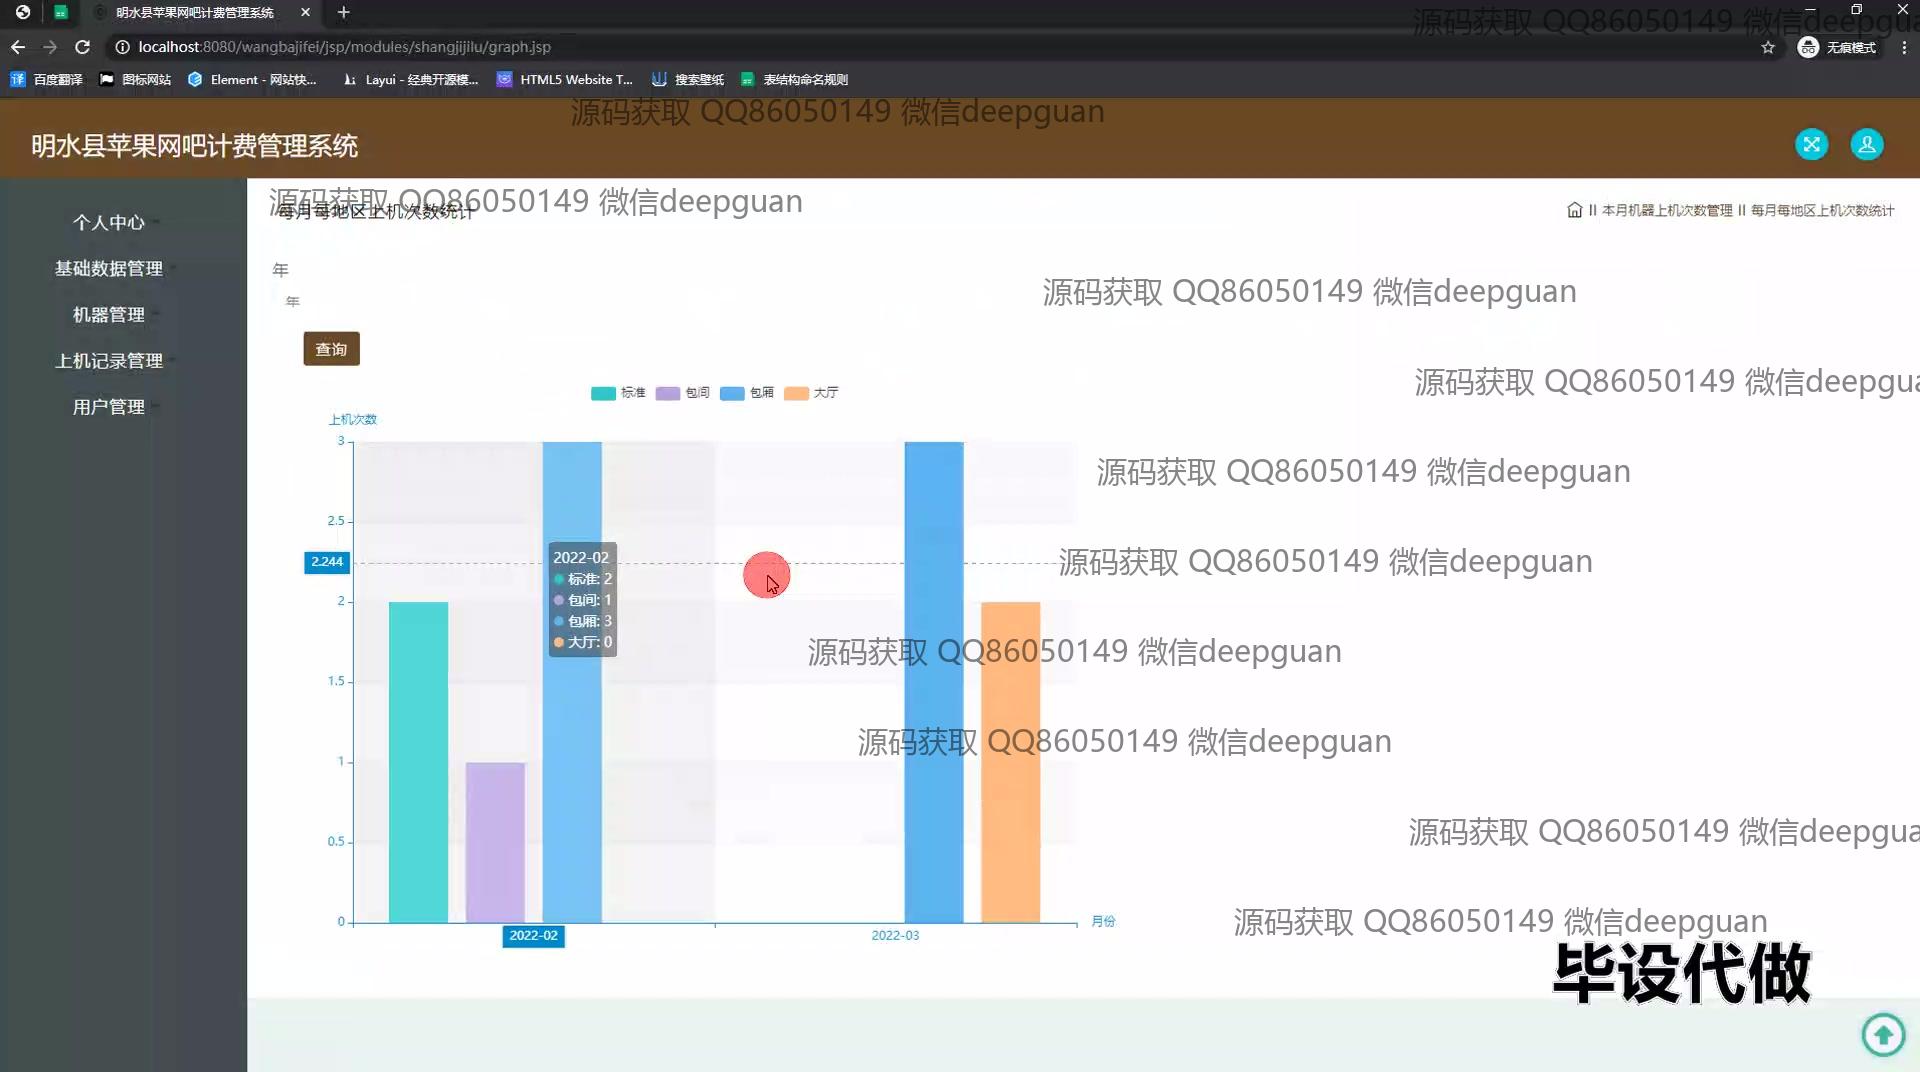 明水县苹果网吧计费管理系统
源码获取 QQ86050149 微信deepgua
localhost:8080/wangbajifei/jsp/modules/shangjijilu/graph.jsp
无痕模式
百度翻译 图标网站 Element - 网站快... Layui - 经典开源模... HTML5 Website T... 搜索壁纸 表结构命名规则
源码获取 QQ86050149 微信deepguan
明水县苹果网吧计费管理系统
源码获取 QQ86050149 微信deepguan
每月每地区上机次数统计
II 本月机器上机次数管理 II 每月每地区上机次数统计
个人中心
基础数据管理
机器管理
上机记录管理
用户管理
年
年
源码获取 QQ86050149 微信deepguan
查询
源码获取 QQ86050149 微信deepgua
标准 包间 包厢 大厅
上机次数
3
2.5
2.244
2
1.5
1
0.5
0
源码获取 QQ86050149 微信deepguan
源码获取 QQ86050149 微信deepguan
2022-02
标准: 2
包间: 1
包厢: 3
大厅: 0
源码获取 QQ86050149 微信deepguan
源码获取 QQ86050149 微信deepguan
源码获取 QQ86050149 微信deepgua
源码获取 QQ86050149 微信deepguan
2022-02 2022-03 月份
毕设代做